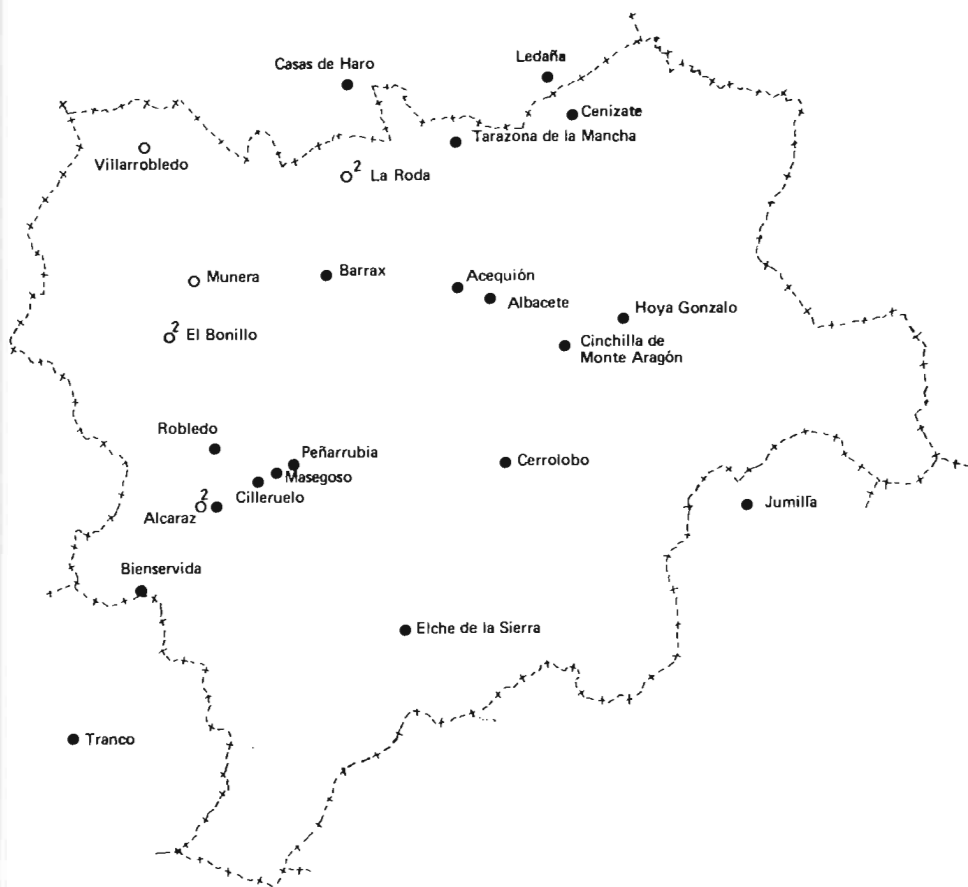 Ledaña
Casas de Haro
Cenizate
Tarazona de la Mancha
Villarrobledo
2 La Roda
Munera
Barrax
Acequión
Albacete
Hoya Gonzalo
2 El Bonillo
Cinchilla de
Monte Aragón
Robledo
Peñarrubia
Cerrolobo
Masegoso
Cilleruelo
2
Alcaraz
Jumilla
Bienservida
Elche de la Sierra
Tranco